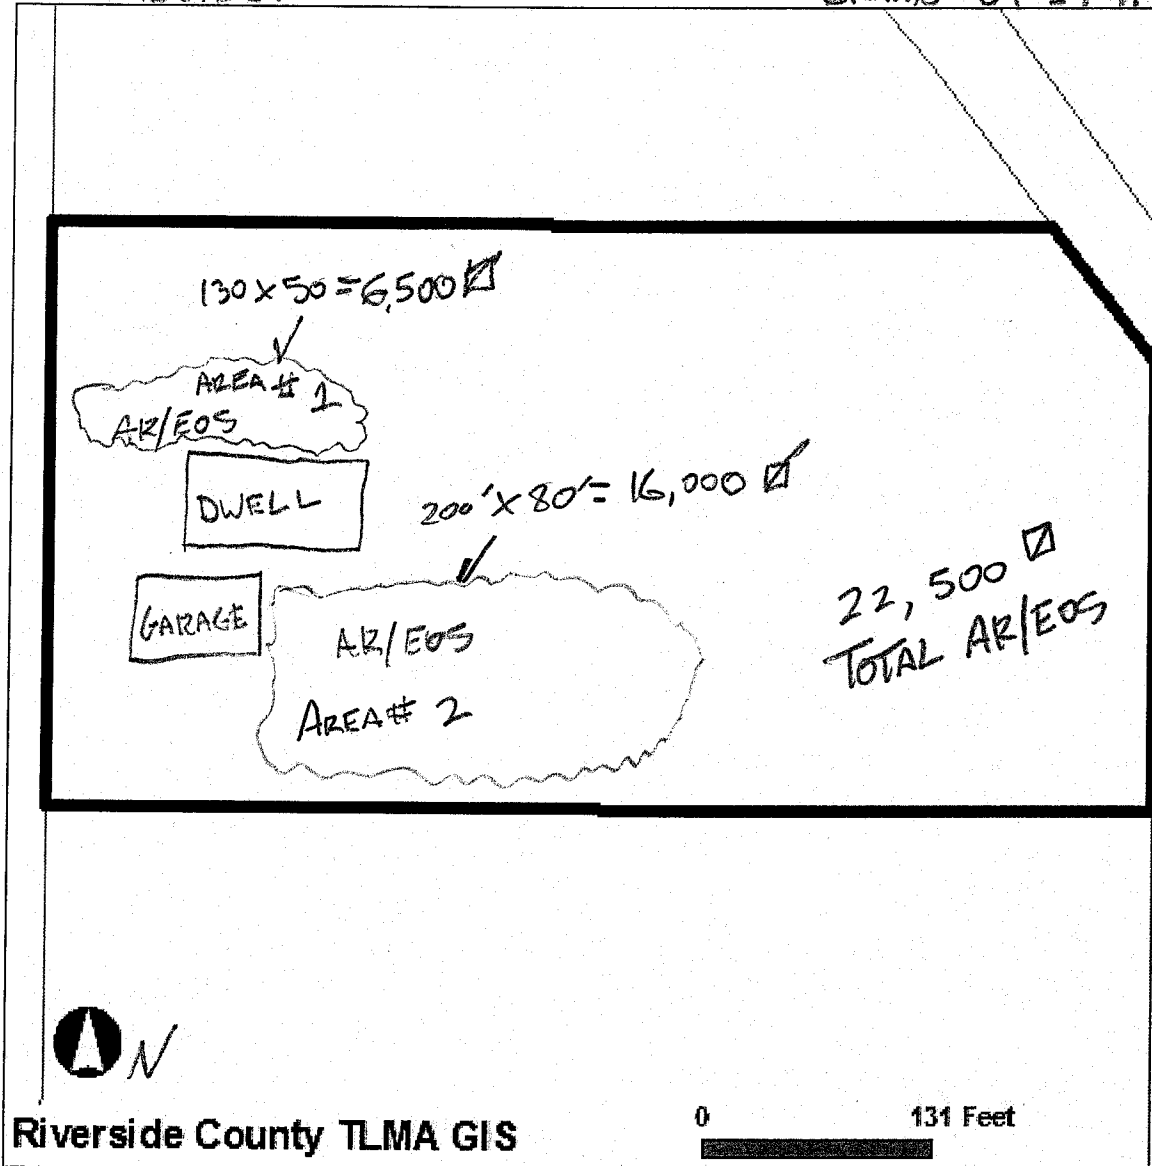 130 x 50 = 6,500
AREA # 1
AR/EOS
DWELL
200' x 80' = 16,000
GARAGE
AR/EOS
AREA # 2
22,500
TOTAL AR/EOS
N
Riverside County TLMA GIS
0 131 Feet